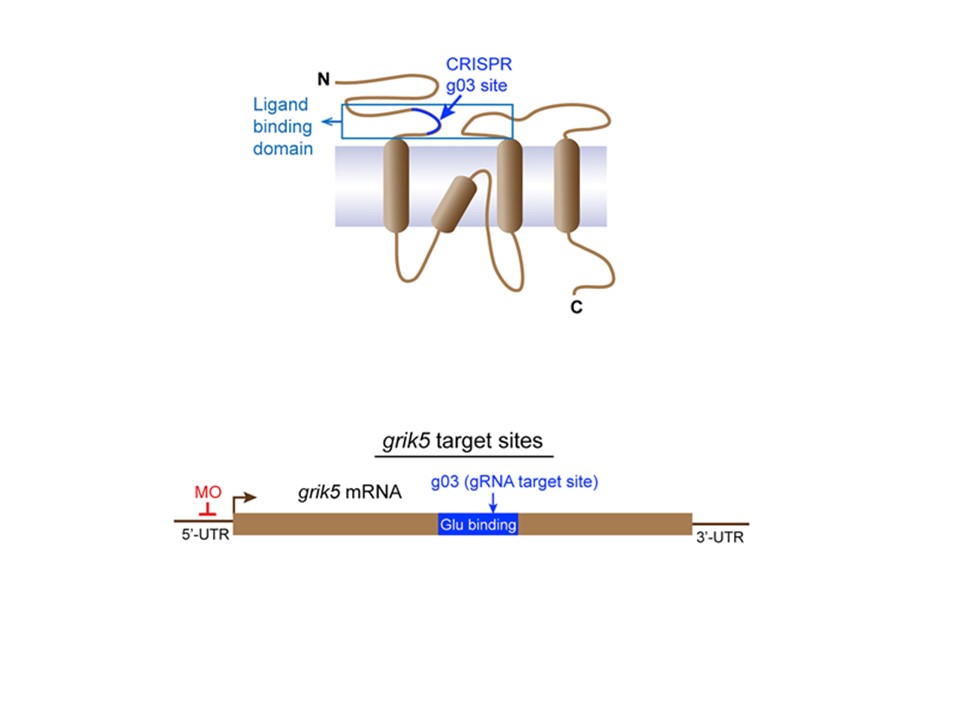 N
CRISPR
g03 site
Ligand
binding
domain
C
grik5 target sites
MO
grik5 mRNA
g03 (gRNA target site)
Glu binding
5’-UTR
3’-UTR